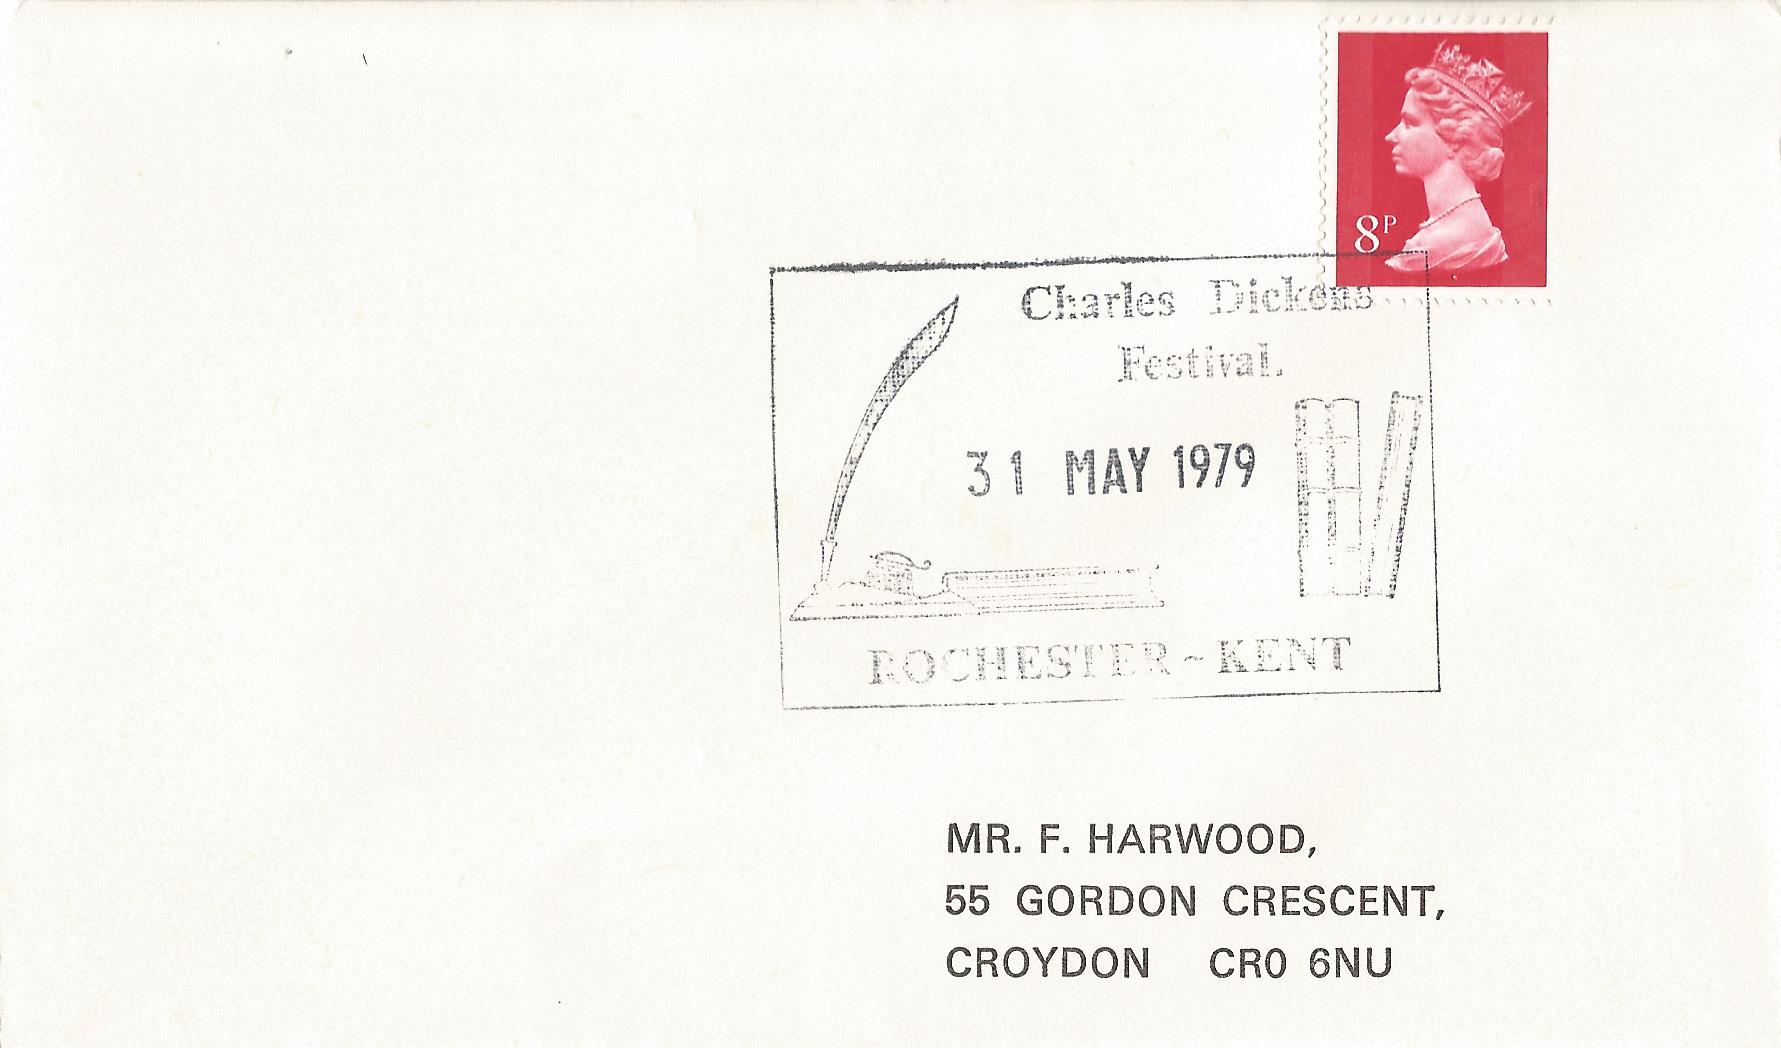 8P
Charles Dickens
Festival.
31 MAY 1979
ROCHESTER ~ KENT
MR. F. HARWOOD,
55 GORDON CRESCENT,
CROYDON CR0 6NU